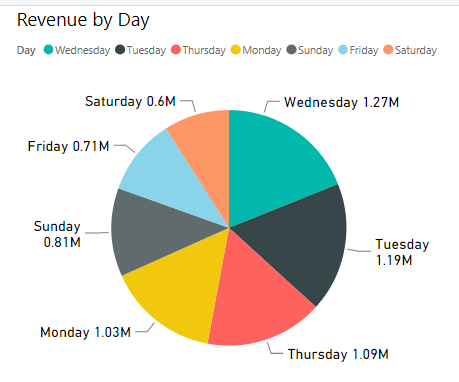 Revenue by Day
Day Wednesday Tuesday Thursday Monday Sunday Friday Saturday
Saturday 0.6M
Wednesday 1.27M
Friday 0.71M
Sunday
0.81M
Tuesday
1.19M
Monday 1.03M
Thursday 1.09M